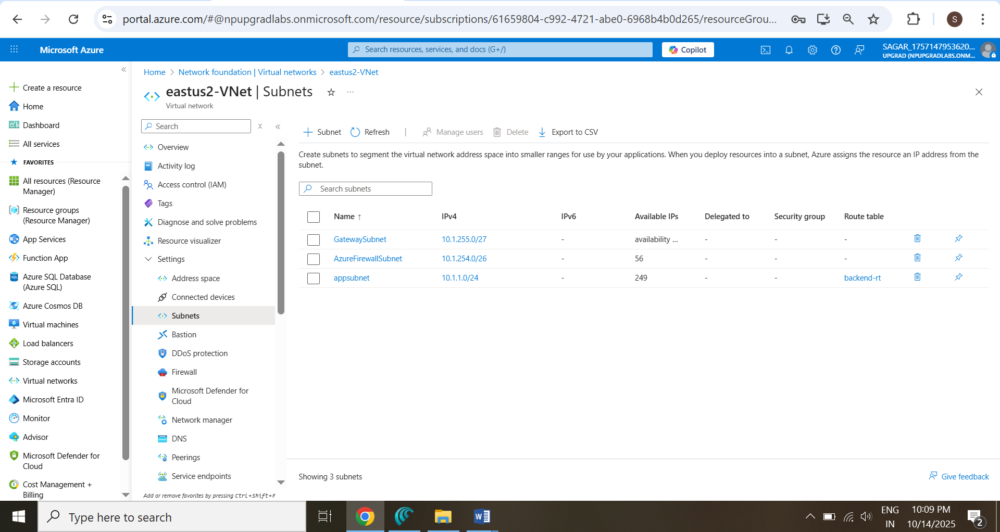 portal.azure.com/#@npupgradlabs.onmicrosoft.com/resource/subscriptions/61659804-c992-4721-abe0-6968b4b0d265/resourceGrou...
S
Microsoft Azure
Search resources, services, and docs (G+/)
Copilot
SAGAR_1757147953620...
UPGRAD (NPUPGRADLABS.ONM...
Create a resource
Home
Dashboard
All services
FAVORITES
All resources (Resource
Manager)
Resource groups
(Resource Manager)
App Services
Function App
Azure SQL Database
(Azure SQL)
Azure Cosmos DB
Virtual machines
Load balancers
Storage accounts
Virtual networks
Microsoft Entra ID
Monitor
Advisor
Microsoft Defender for
Cloud
Cost Management +
Billing
Home > Network foundation | Virtual networks > eastus2-VNet
eastus2-VNet | Subnets
Virtual network
Search
Overview
Activity log
Access control (IAM)
Tags
Diagnose and solve problems
Resource visualizer
Settings
Address space
Connected devices
Subnets
Bastion
DDoS protection
Firewall
Microsoft Defender for
Cloud
Network manager
DNS
Peerings
Service endpoints
Add or remove favorites by pressing Ctrl+Shift+F
Subnet Refresh | Manage users Delete Export to CSV
Create subnets to segment the virtual network address space into smaller ranges for use by your applications. When you deploy resources into a subnet, Azure assigns the resource an IP address from the
subnet.
Search subnets
Name ↑ IPv4 IPv6 Available IPs Delegated to Security group Route table
GatewaySubnet 10.1.255.0/27 - availability ... - - -
AzureFirewallSubnet 10.1.254.0/26 - 56 - - -
appsubnet 10.1.1.0/24 - 249 - - backend-rt
Showing 3 subnets
Give feedback
Type here to search
ENG
IN
10:09 PM
10/14/2025
2